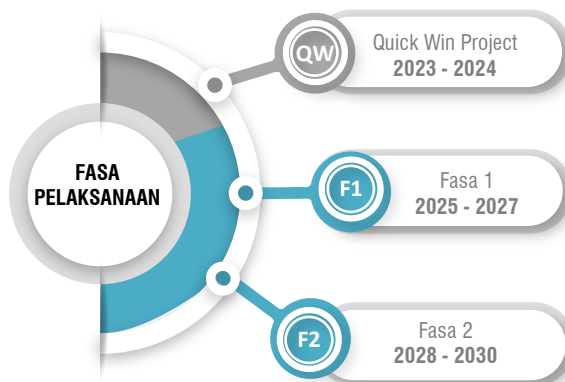 FASA
PELAKSANAAN
QW
Quick Win Project
2023 - 2024
F1
Fasa 1
2025 - 2027
F2
Fasa 2
2028 - 2030